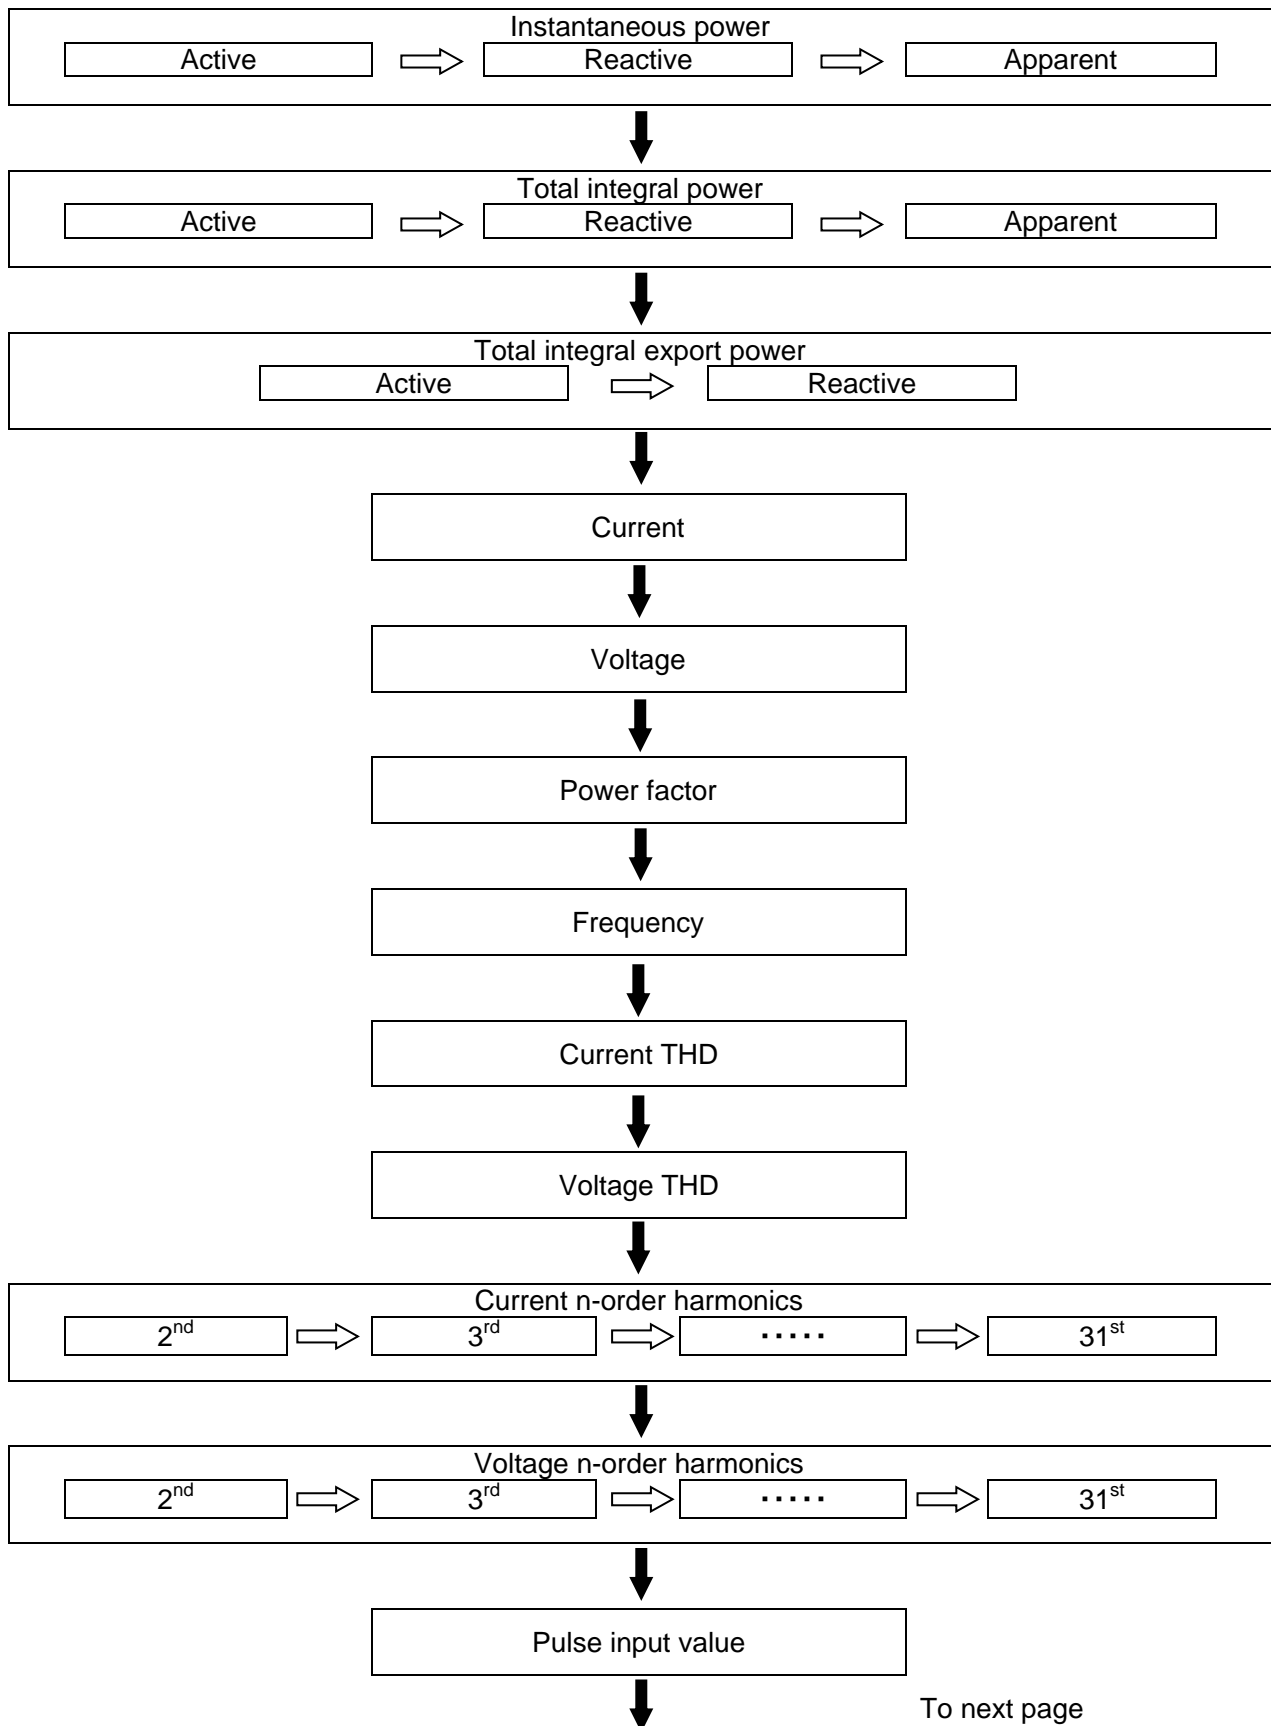 Instantaneous power
Active Reactive Apparent
Total integral power
Active Reactive Apparent
Total integral export power
Active Reactive
Current
Voltage
Power factor
Frequency
Current THD
Voltage THD
Current n-order harmonics
2nd 3rd ····· 31st
Voltage n-order harmonics
2nd 3rd ····· 31st
Pulse input value
To next page